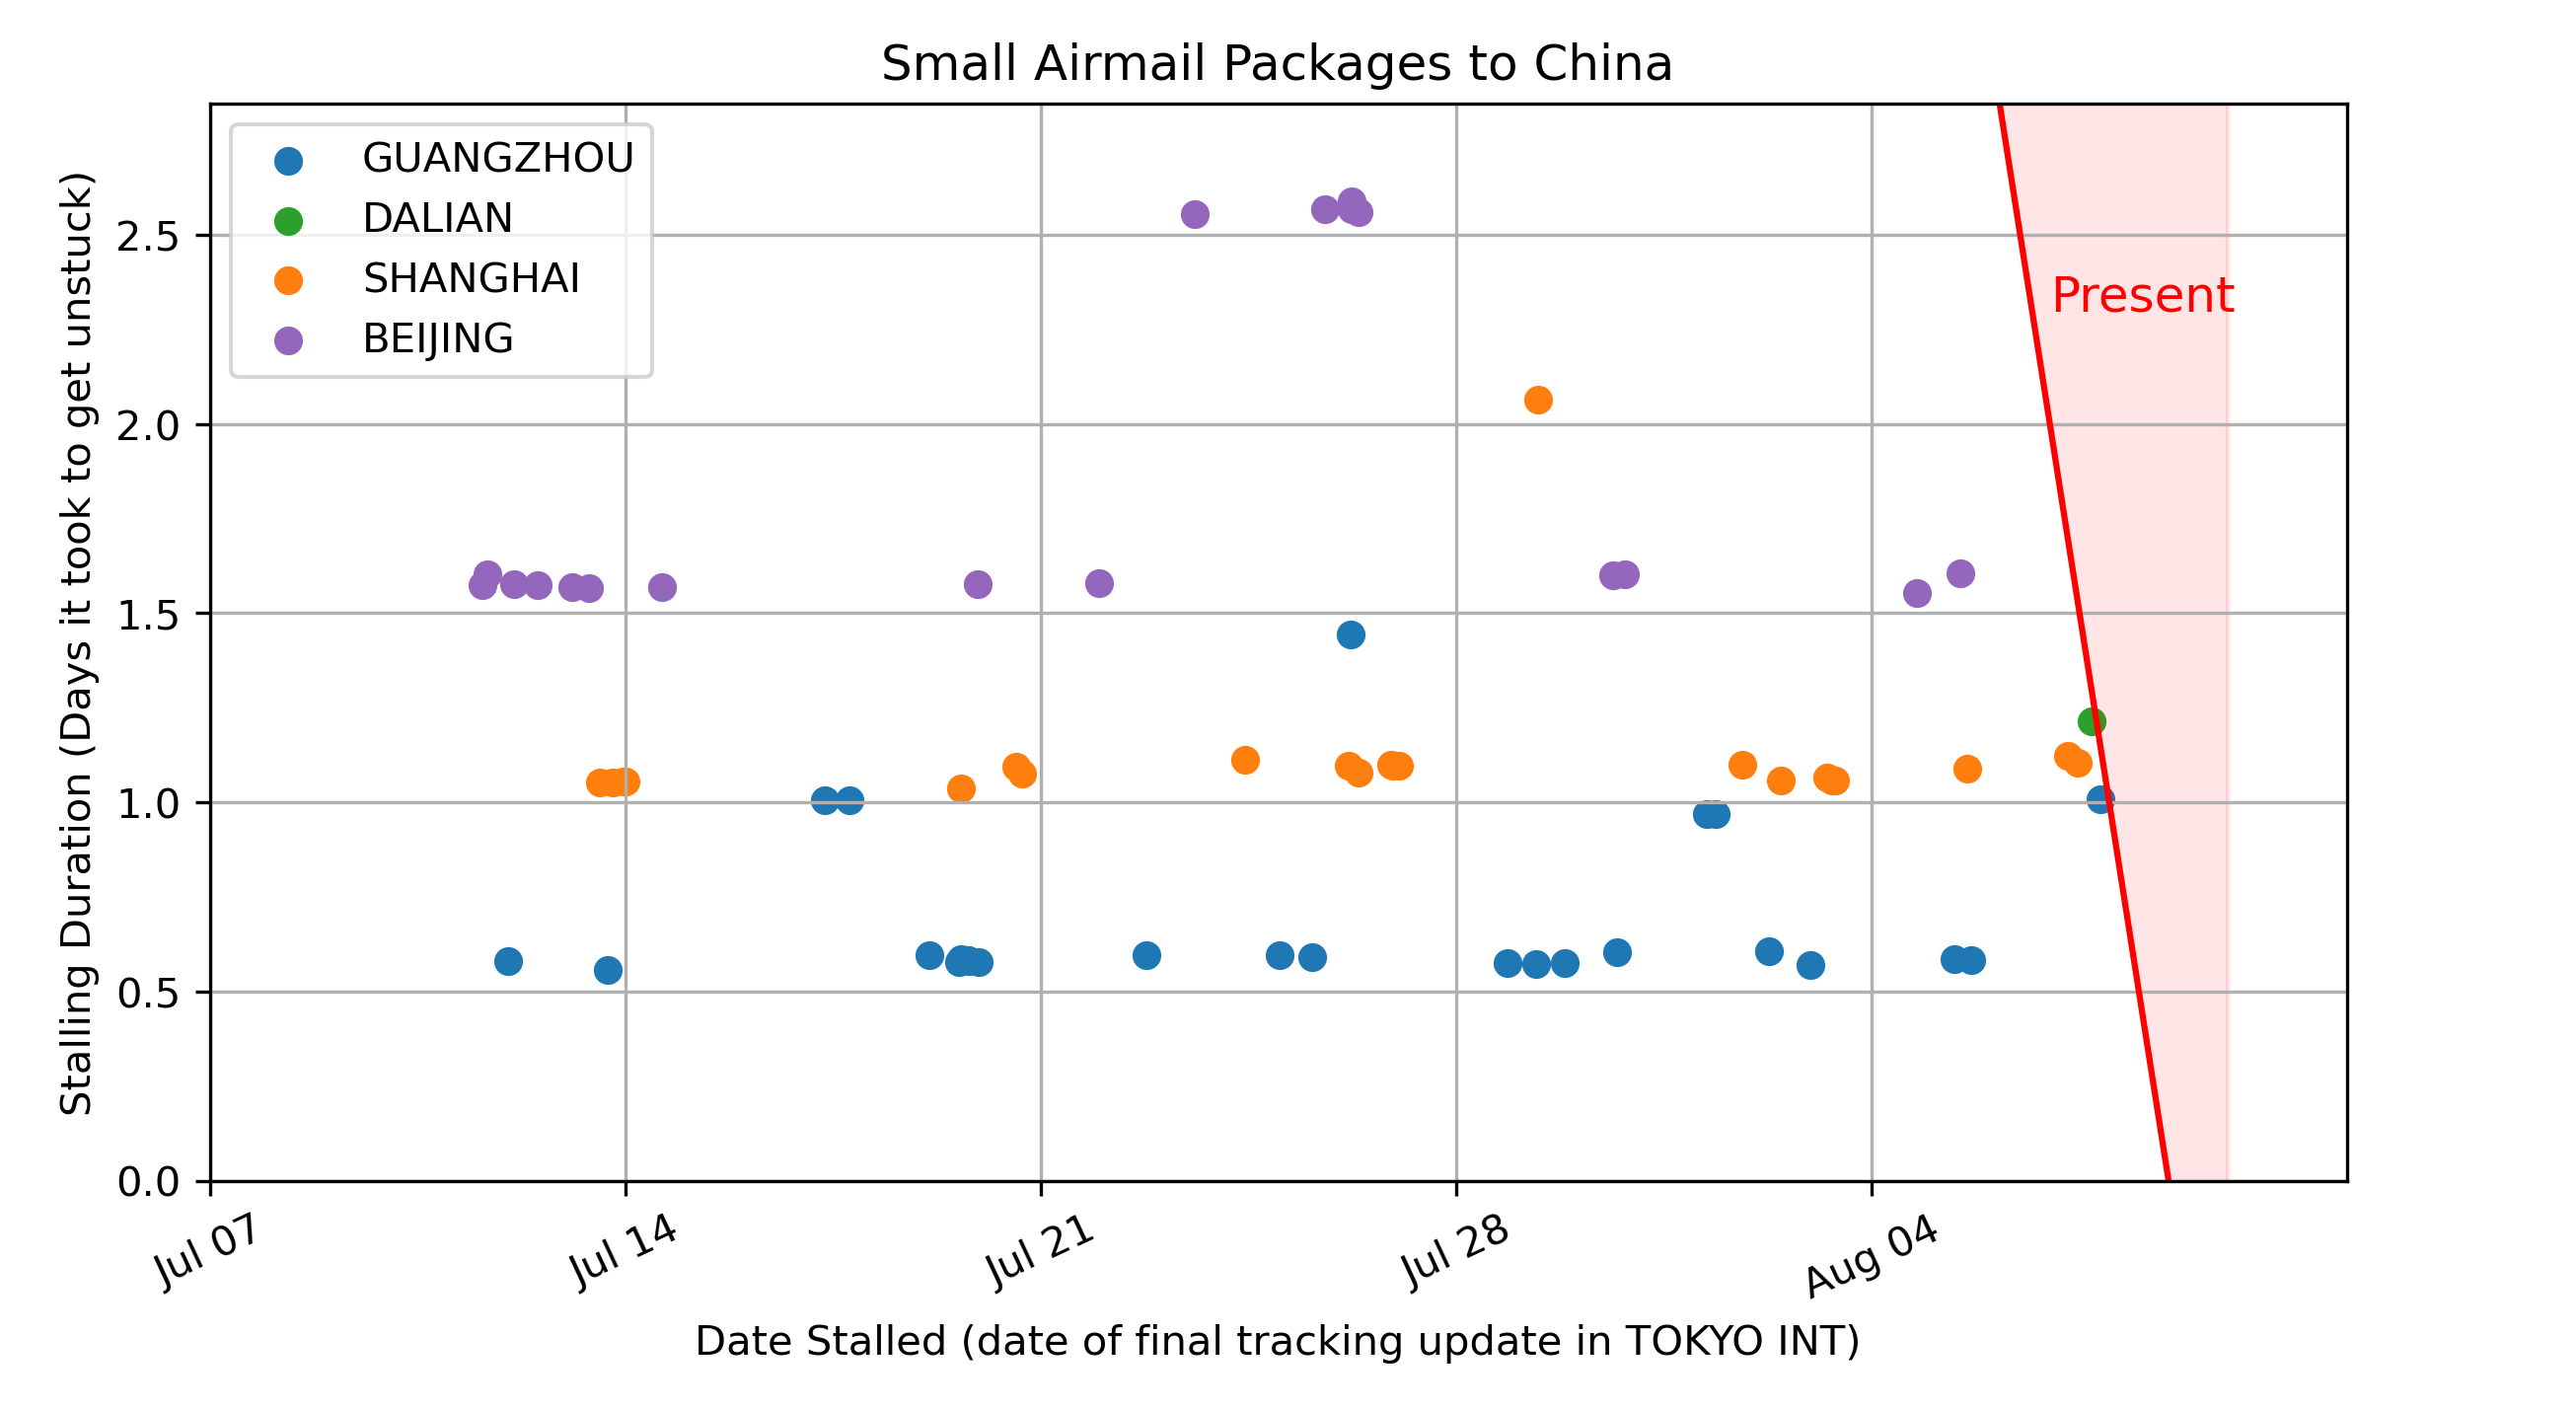 Small Airmail Packages to China
GUANGZHOU
DALIAN
SHANGHAI
BEIJING
Present
Stalling Duration (Days it took to get unstuck)
2.5
2.0
1.5
1.0
0.5
0.0
Jul 07
Jul 14
Jul 21
Jul 28
Aug 04
Date Stalled (date of final tracking update in TOKYO INT)